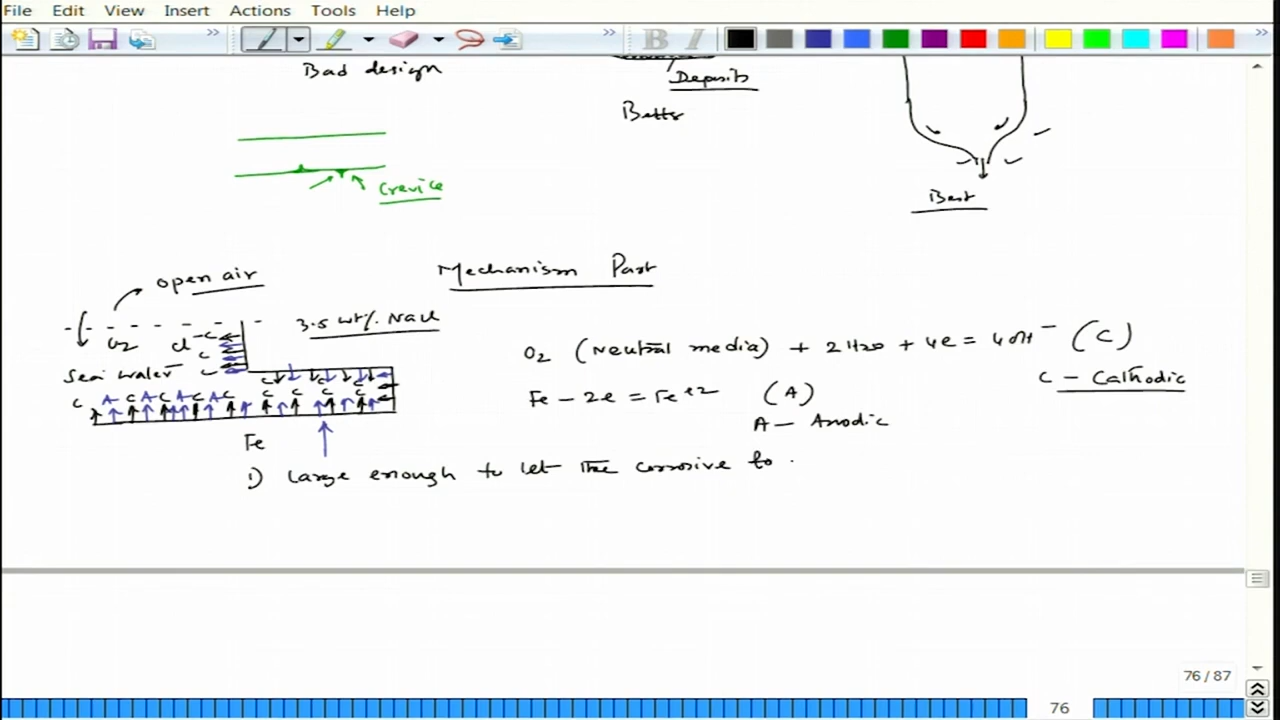 File Edit View Insert Actions Tools Help
B I
Bad design
Deposits
Better
Crevice
Best
Mechanism Part
open air
3.5 wt% NaCl
O2 Cl-
Sea water
C C C
C C C C
C A C A C A C A C C C C C
Fe
O2 (Neutral media) + 2H2O + 4e = 4OH- (C)
C - Cathodic
Fe - 2e = Fe+2 (A)
A - Anodic
1) Large enough to let the corrosive to
76 / 87
76